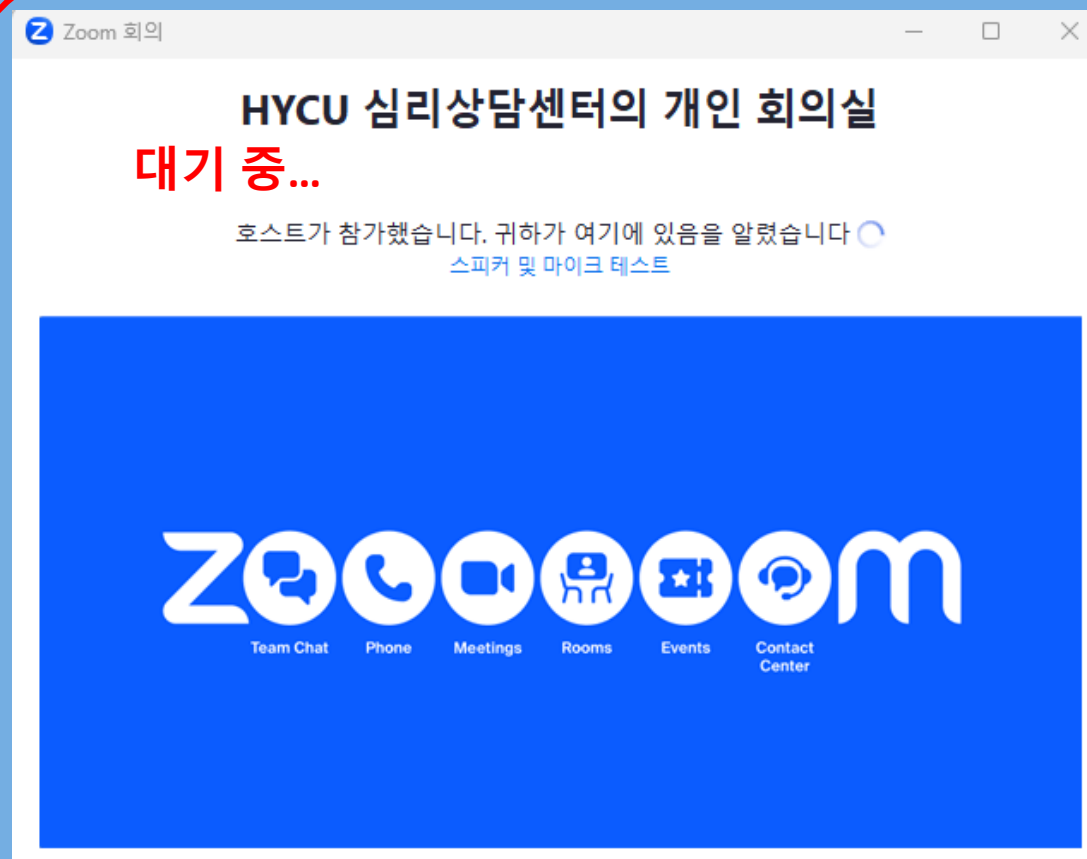 Zoom 회의
HYCU 심리상담센터의 개인 회의실
대기 중...
호스트가 참가했습니다. 귀하가 여기에 있음을 알렸습니다
스피커 및 마이크 테스트
zoooooom
Team Chat
Phone
Meetings
Rooms
Events
Contact
Center